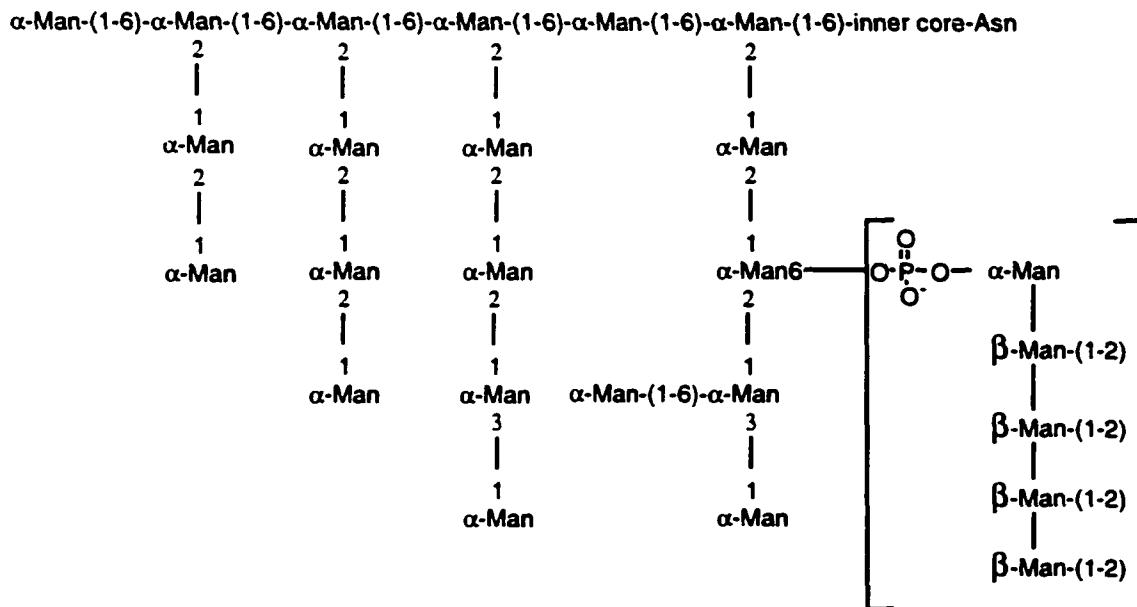 α-Man-(1-6)-α-Man-(1-6)-α-Man-(1-6)-α-Man-(1-6)-α-Man-(1-6)-α-Man-(1-6)-inner core-Asn
2 2 2 2
1 1 1 1
α-Man α-Man α-Man α-Man
2 2 2 2
1 1 1 1
α-Man α-Man α-Man α-Man6 O-P-O α-Man
O
O-
2 2 2
β-Man-(1-2)
1 1 1
α-Man α-Man α-Man-(1-6)-α-Man
3 3
β-Man-(1-2)
1 1
α-Man α-Man
β-Man-(1-2)
β-Man-(1-2)